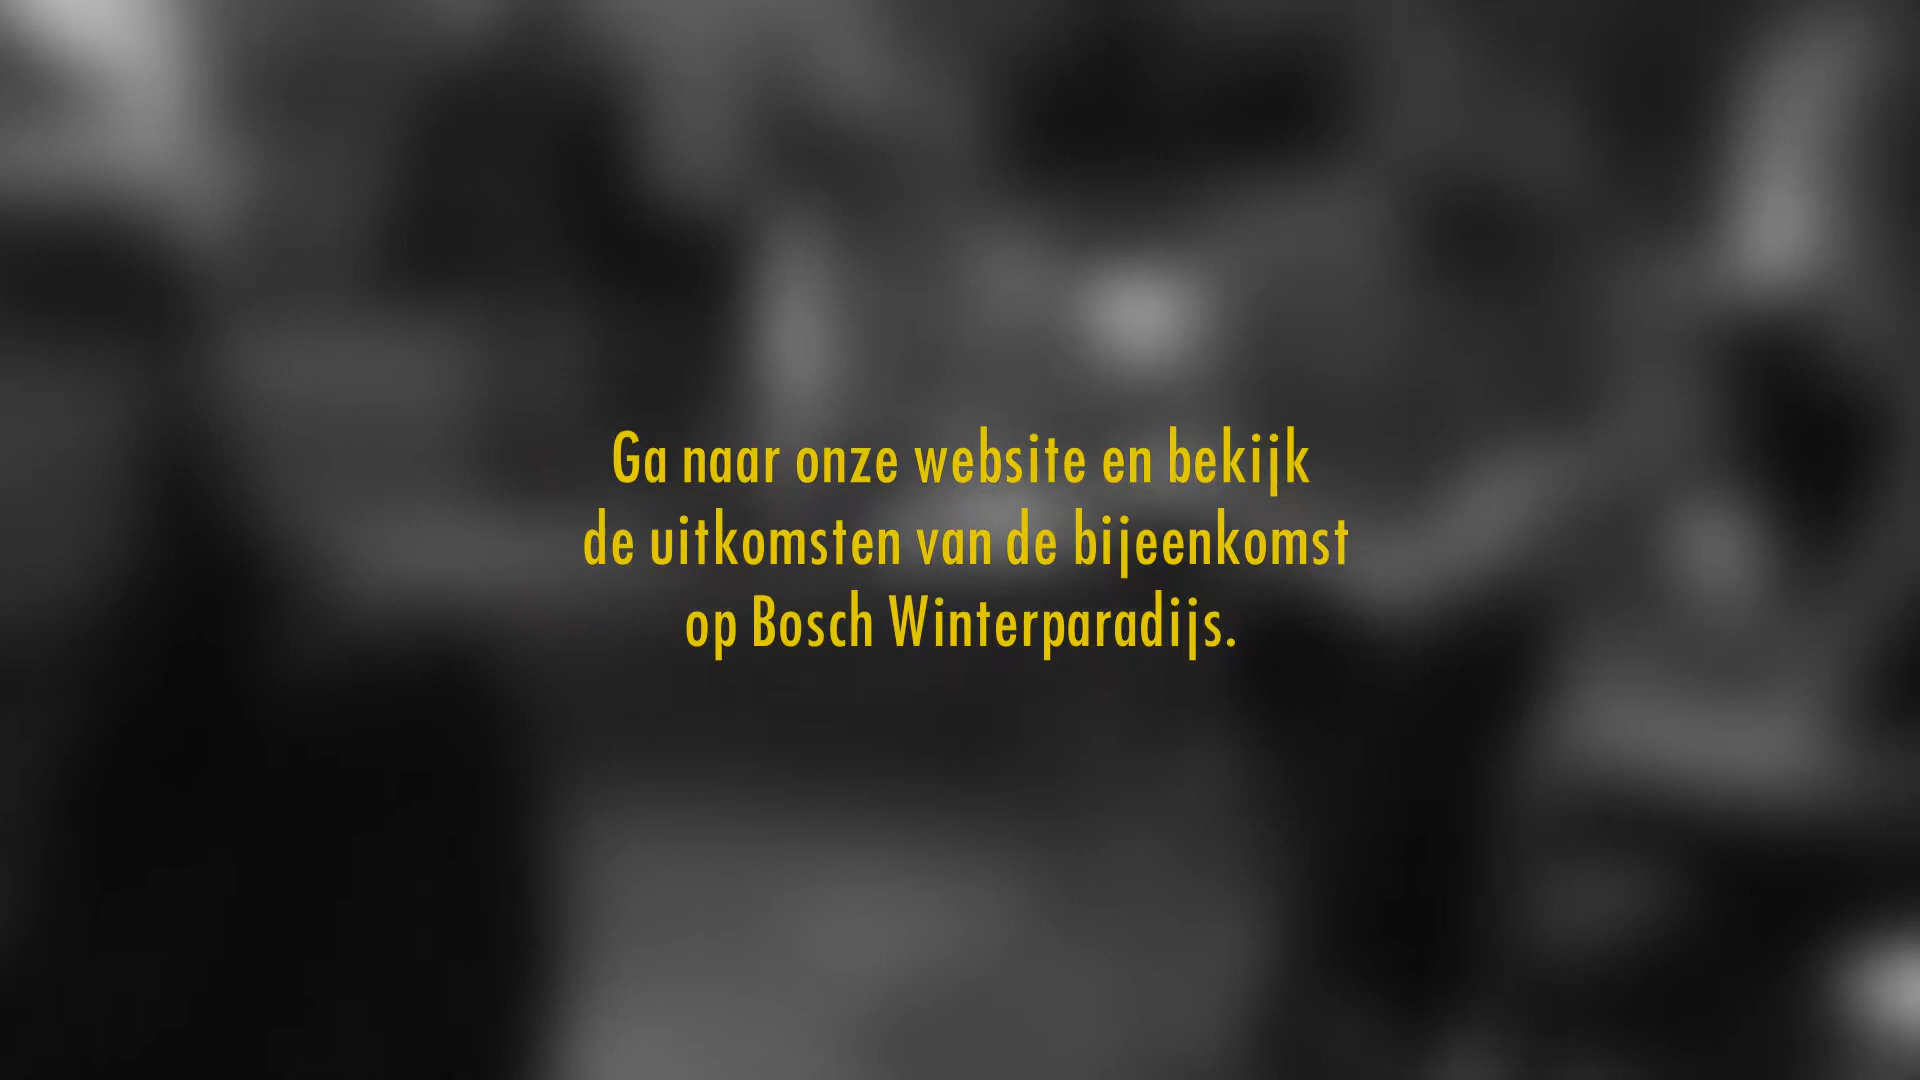 Ga naar onze website en bekijk
de uitkomsten van de bijeenkomst
op Bosch Winterparadijs.